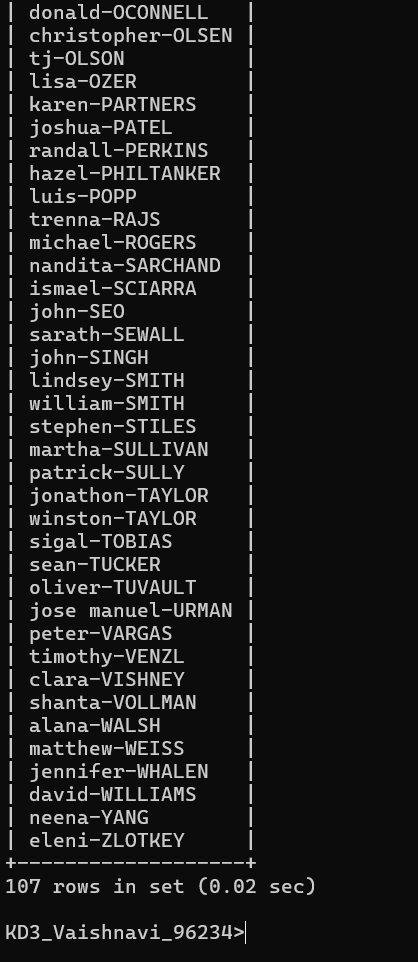 | donald-OCONNELL   |
| christopher-OLSEN |
| tj-OLSON          |
| lisa-OZER         |
| karen-PARTNERS    |
| joshua-PATEL      |
| randall-PERKINS   |
| hazel-PHILTANKER  |
| luis-POPP         |
| trenna-RAJS       |
| michael-ROGERS    |
| nandita-SARCHAND  |
| ismael-SCIARRA    |
| john-SEO          |
| sarath-SEWALL     |
| john-SINGH        |
| lindsey-SMITH     |
| william-SMITH     |
| stephen-STILES    |
| martha-SULLIVAN   |
| patrick-SULLY     |
| jonathon-TAYLOR   |
| winston-TAYLOR    |
| sigal-TOBIAS      |
| sean-TUCKER       |
| oliver-TUVAULT    |
| jose manuel-URMAN |
| peter-VARGAS      |
| timothy-VENZL     |
| clara-VISHNEY     |
| shanta-VOLLMAN    |
| alana-WALSH       |
| matthew-WEISS     |
| jennifer-WHALEN   |
| david-WILLIAMS    |
| neena-YANG        |
| eleni-ZLOTKEY     |
+-------------------+
107 rows in set (0.02 sec)
KD3_Vaishnavi_96234>